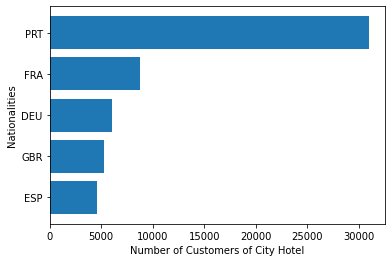 PRT
FRA
DEU
GBR
ESP
Nationalities
0 5000 10000 15000 20000 25000 30000
Number of Customers of City Hotel